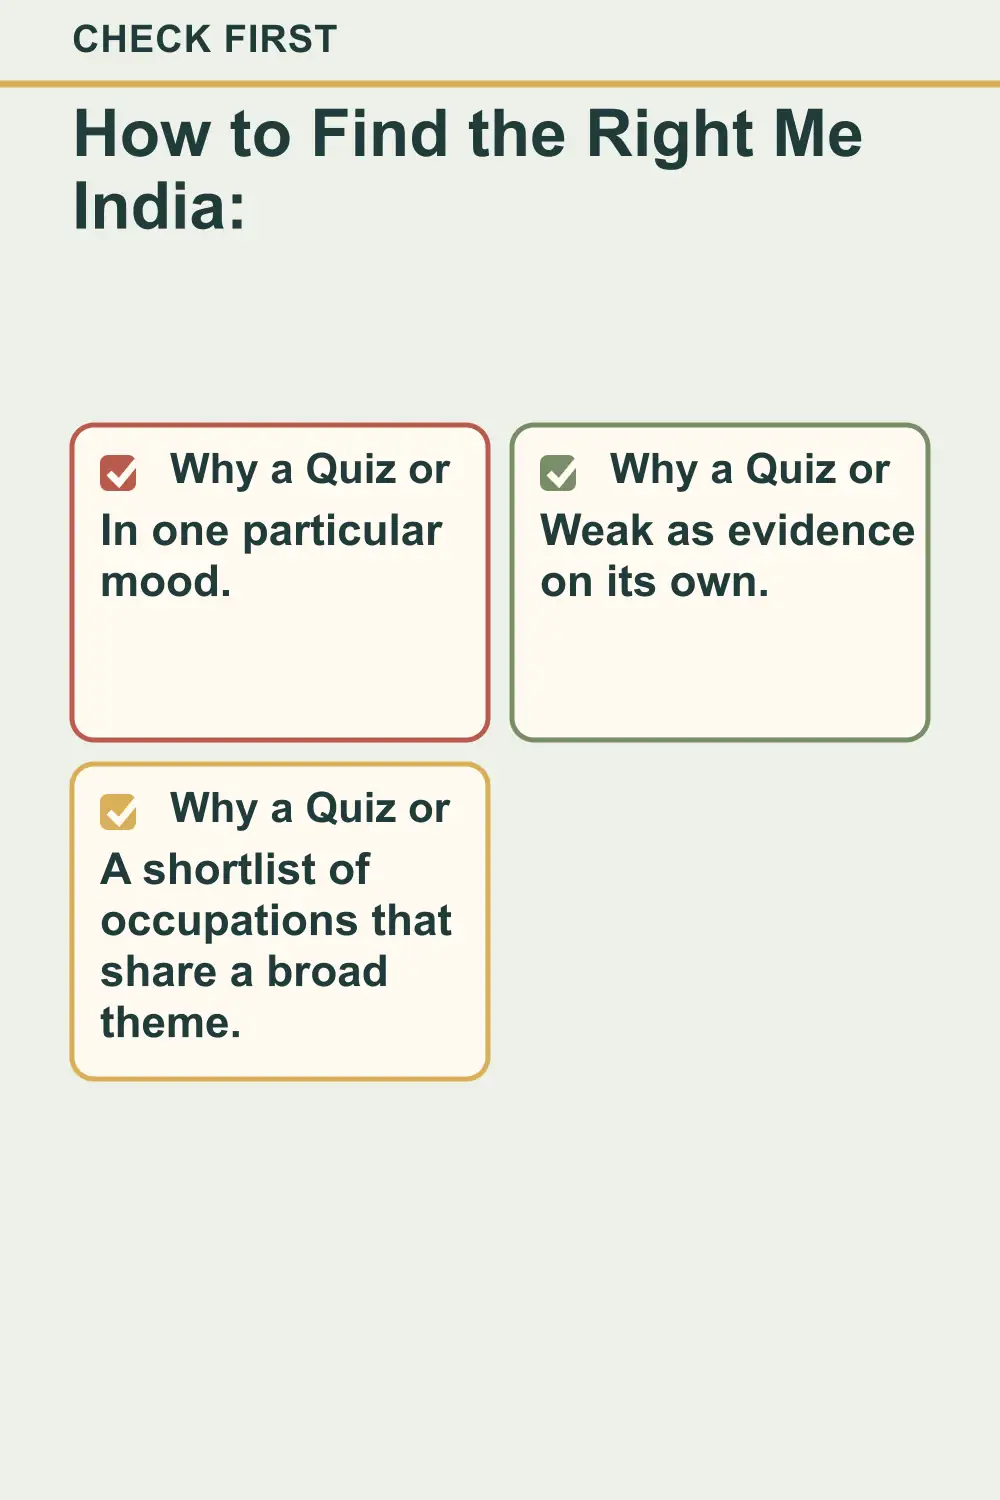 CHECK FIRST
How to Find the Right Me
India:
Why a Quiz or
In one particular
mood.
Why a Quiz or
Weak as evidence
on its own.
Why a Quiz or
A shortlist of
occupations that
share a broad
theme.